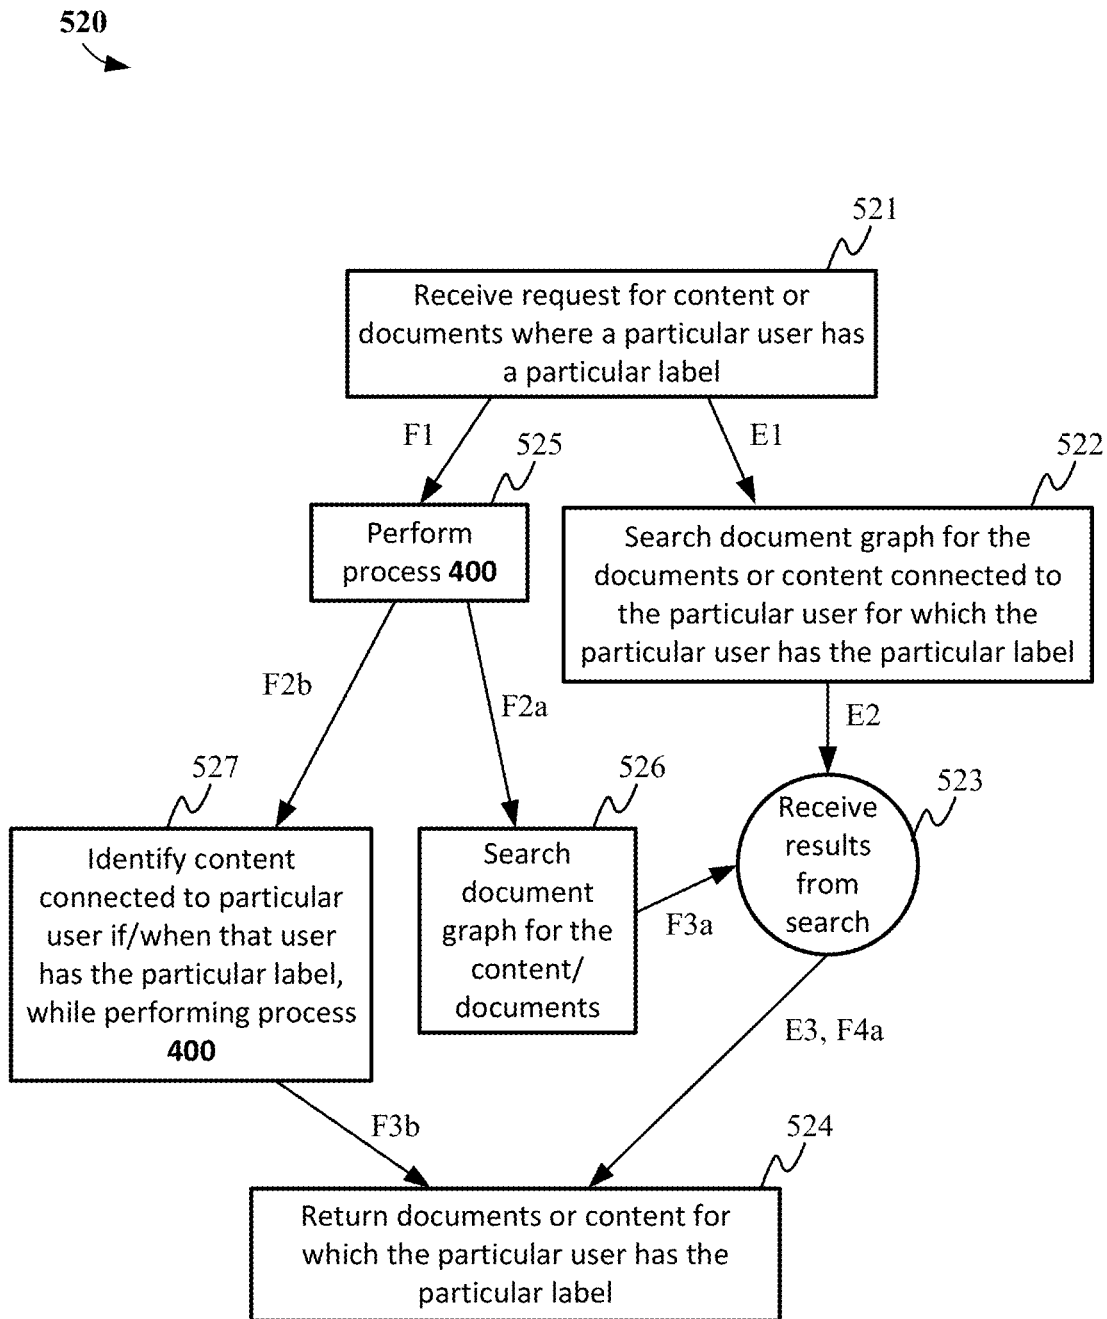 520
521
Receive request for content or
documents where a particular user has
a particular label
F1
E1
525
522
Perform
process 400
Search document graph for the
documents or content connected to
the particular user for which the
particular user has the particular label
F2b
F2a
E2
527
526
523
Identify content
connected to particular
user if/when that user
has the particular label,
while performing process
400
Search
document
graph for the
content/
documents
Receive
results
from
search
F3a
E3, F4a
F3b
524
Return documents or content for
which the particular user has the
particular label